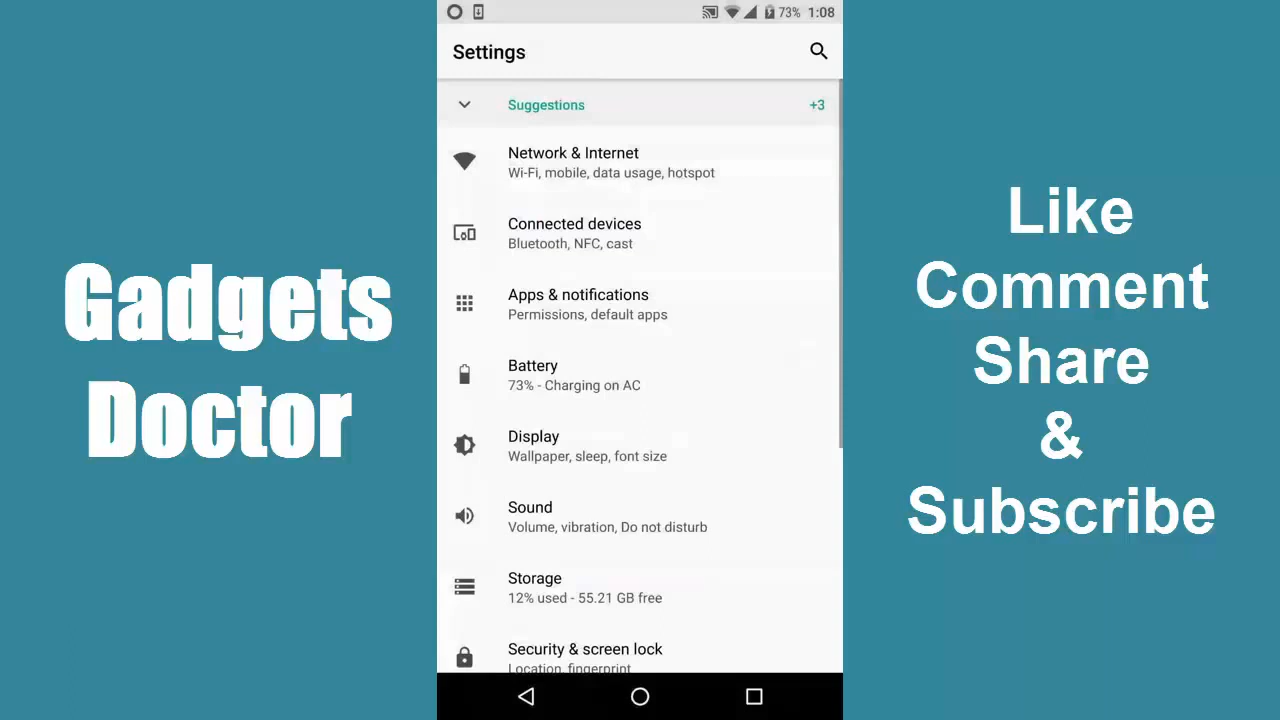 Gadgets
Doctor
73% 1:08
Settings
Suggestions +3
Network & Internet
Wi-Fi, mobile, data usage, hotspot
Connected devices
Bluetooth, NFC, cast
Apps & notifications
Permissions, default apps
Battery
73% - Charging on AC
Display
Wallpaper, sleep, font size
Sound
Volume, vibration, Do not disturb
Storage
12% used - 55.21 GB free
Security & screen lock
Location, fingerprint
Like
Comment
Share
&
Subscribe